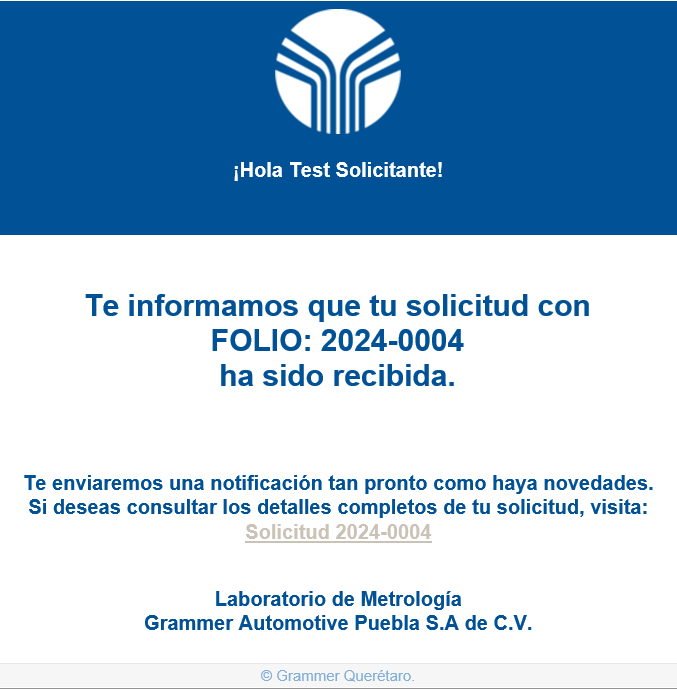 ¡Hola Test Solicitante!
Te informamos que tu solicitud con
FOLIO: 2024-0004
ha sido recibida.
Te enviaremos una notificación tan pronto como haya novedades.
Si deseas consultar los detalles completos de tu solicitud, visita:
Solicitud 2024-0004
Laboratorio de Metrología
Grammer Automotive Puebla S.A de C.V.
© Grammer Querétaro.